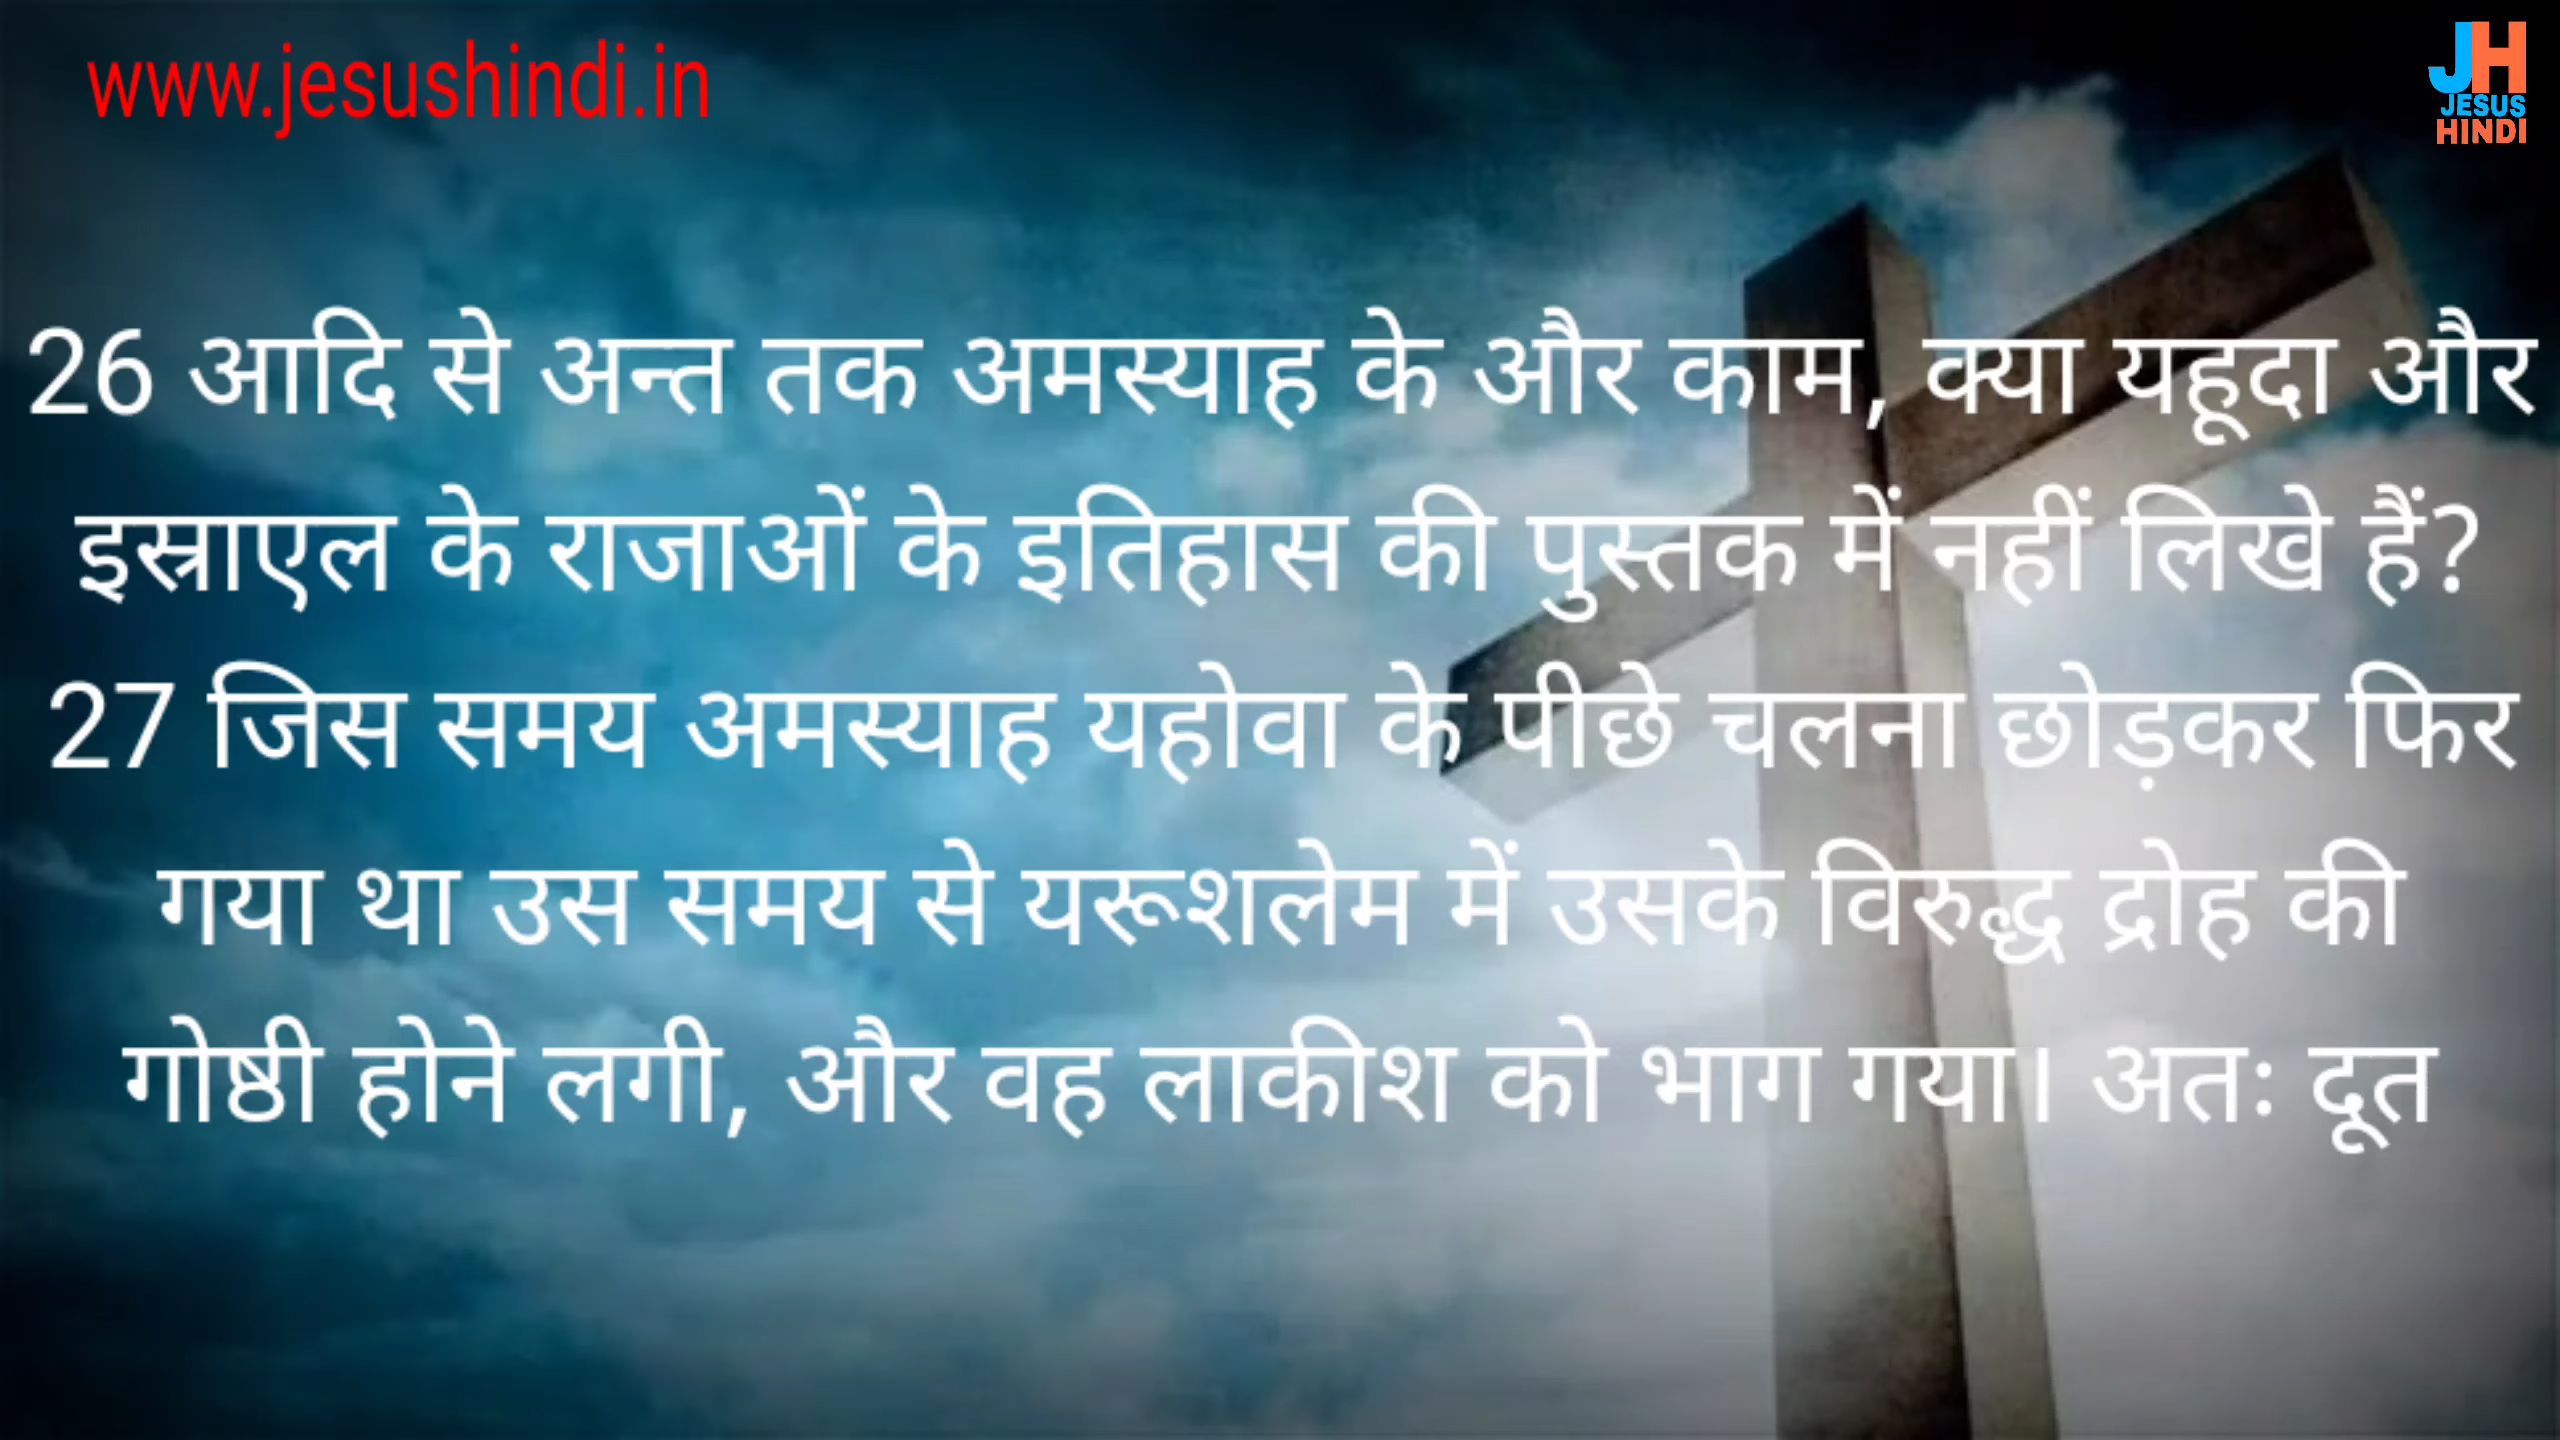 www.jesushindi.in
JH
JESUS
HINDI
26 आदि से अन्त तक अमस्याह के और काम, क्या यहूदा और
इस्राएल के राजाओं के इतिहास की पुस्तक में नहीं लिखे हैं?
27 जिस समय अमस्याह यहोवा के पीछे चलना छोड़कर फिर
गया था उस समय से यरूशलेम में उसके विरुद्ध द्रोह की
गोष्ठी होने लगी, और वह लाकीश को भाग गया। अतः दूत